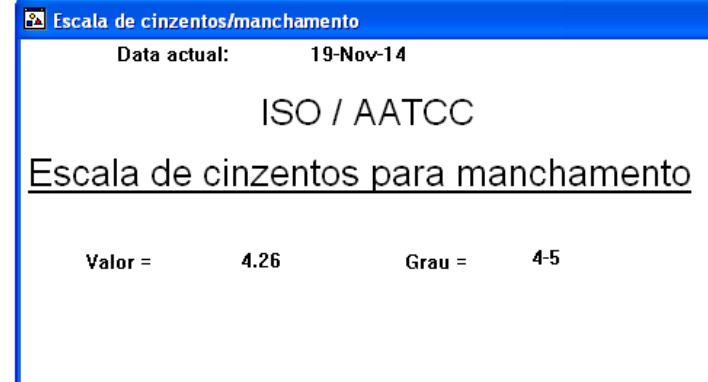 Escala de cinzentos/manchamento
Data actual: 19-Nov-14
ISO / AATCC
Escala de cinzentos para manchamento
Valor = 4.26 Grau = 4-5